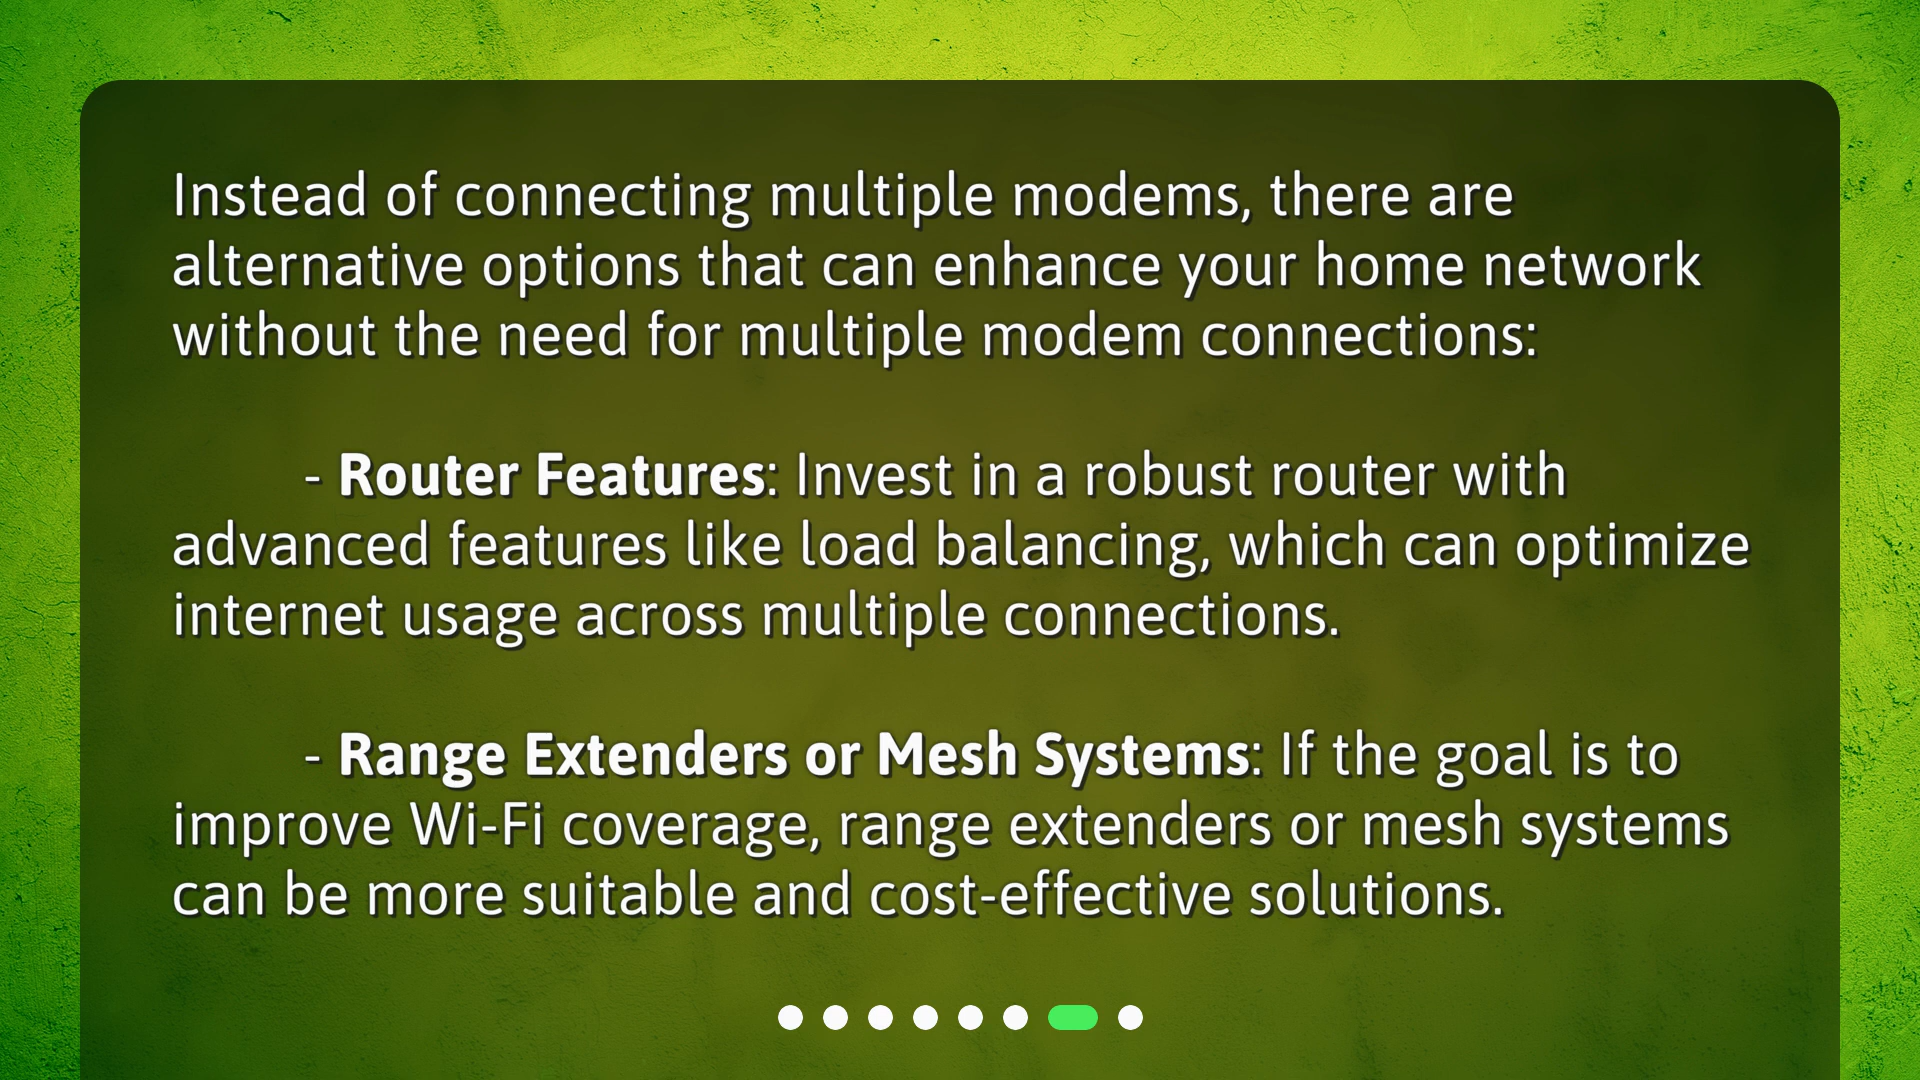 Instead of connecting multiple modems, there are
alternative options that can enhance your home network
without the need for multiple modem connections:
- Router Features: Invest in a robust router with
advanced features like load balancing, which can optimize
internet usage across multiple connections.
- Range Extenders or Mesh Systems: If the goal is to
improve Wi-Fi coverage, range extenders or mesh systems
can be more suitable and cost-effective solutions.